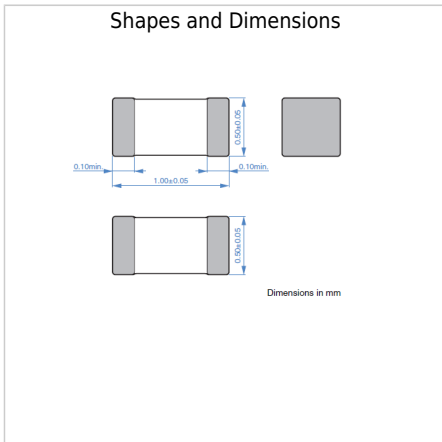 Shapes and Dimensions
0.50±0.05
0.10min.
0.10min.
1.00±0.05
0.50±0.05
Dimensions in mm